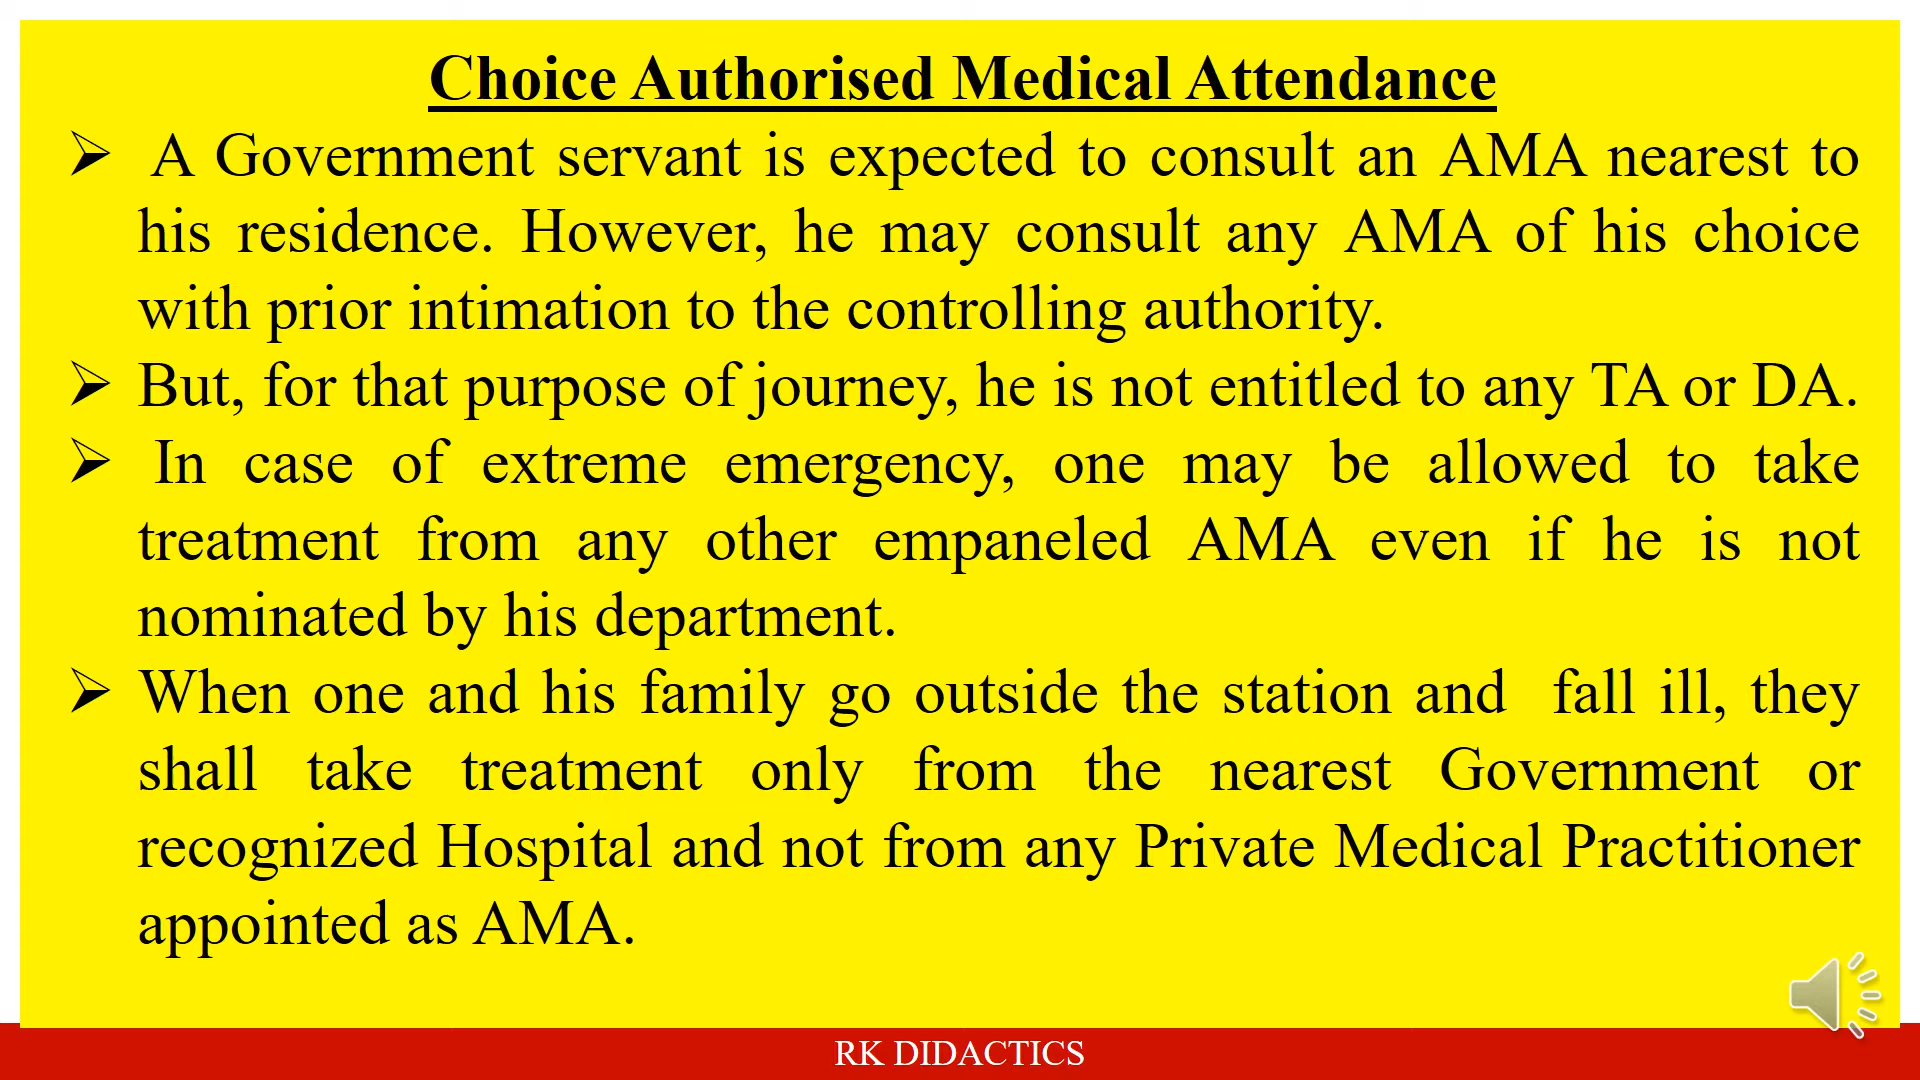 Choice Authorised Medical Attendance
➢ A Government servant is expected to consult an AMA nearest to
his residence. However, he may consult any AMA of his choice
with prior intimation to the controlling authority.
➢ But, for that purpose of journey, he is not entitled to any TA or DA.
➢ In case of extreme emergency, one may be allowed to take
treatment from any other empaneled AMA even if he is not
nominated by his department.
➢ When one and his family go outside the station and fall ill, they
shall take treatment only from the nearest Government or
recognized Hospital and not from any Private Medical Practitioner
appointed as AMA.
RK DIDACTICS